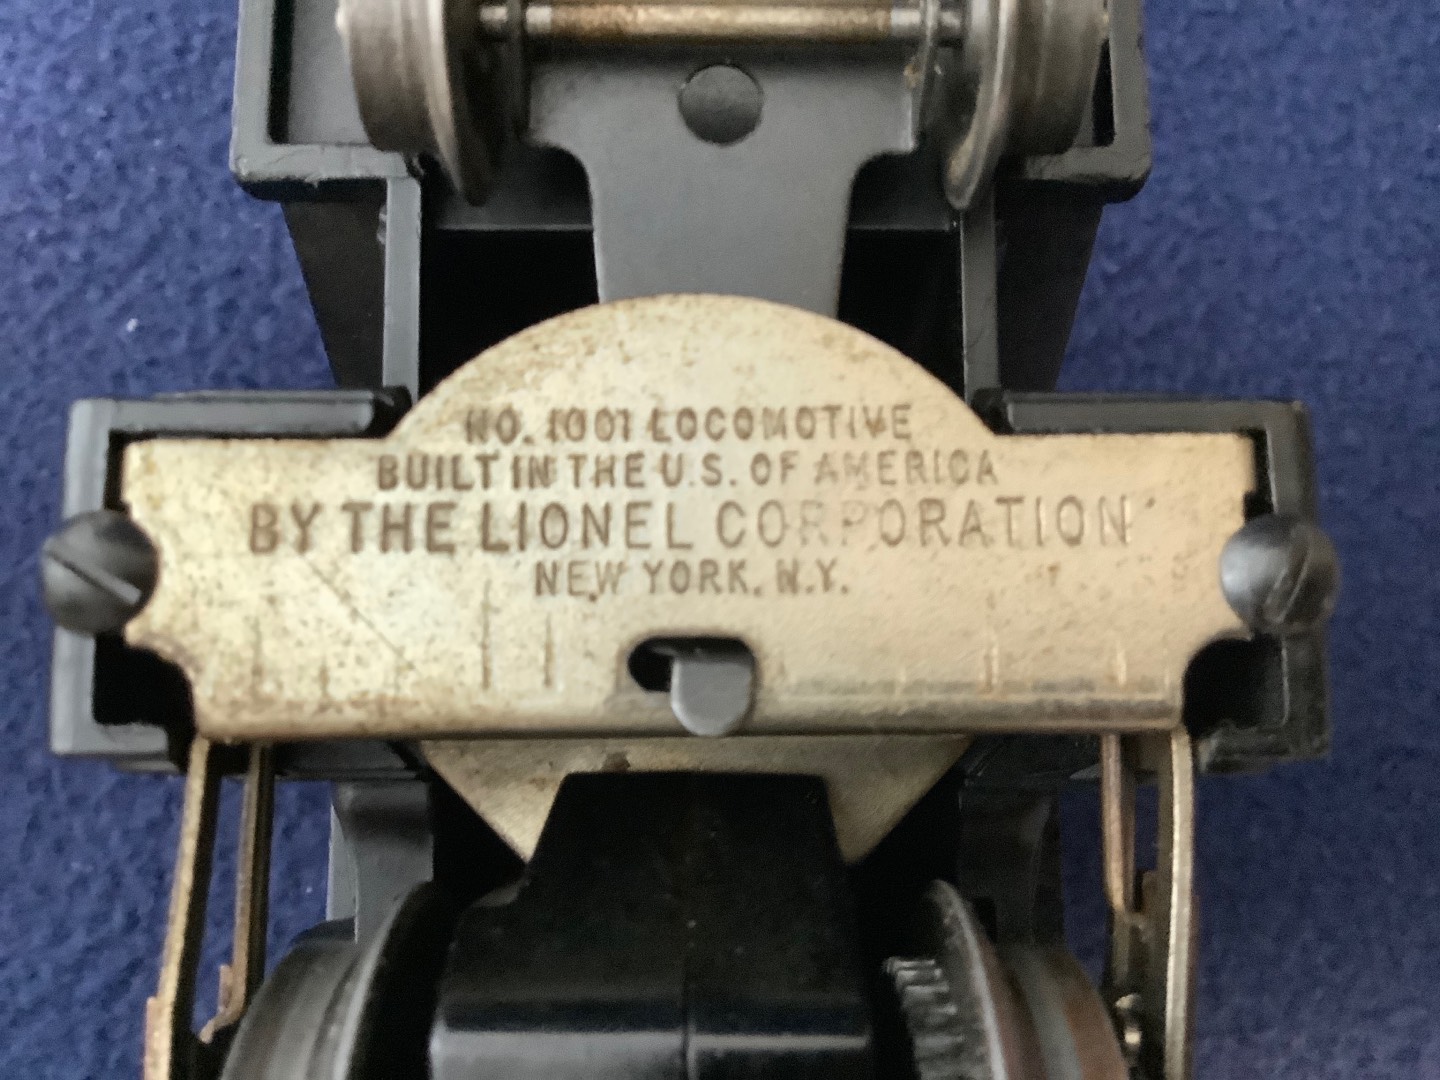 NO. 1001 LOCOMOTIVE
BUILT IN THE U.S. OF AMERICA
BY THE LIONEL CORPORATION
NEW YORK, N.Y.